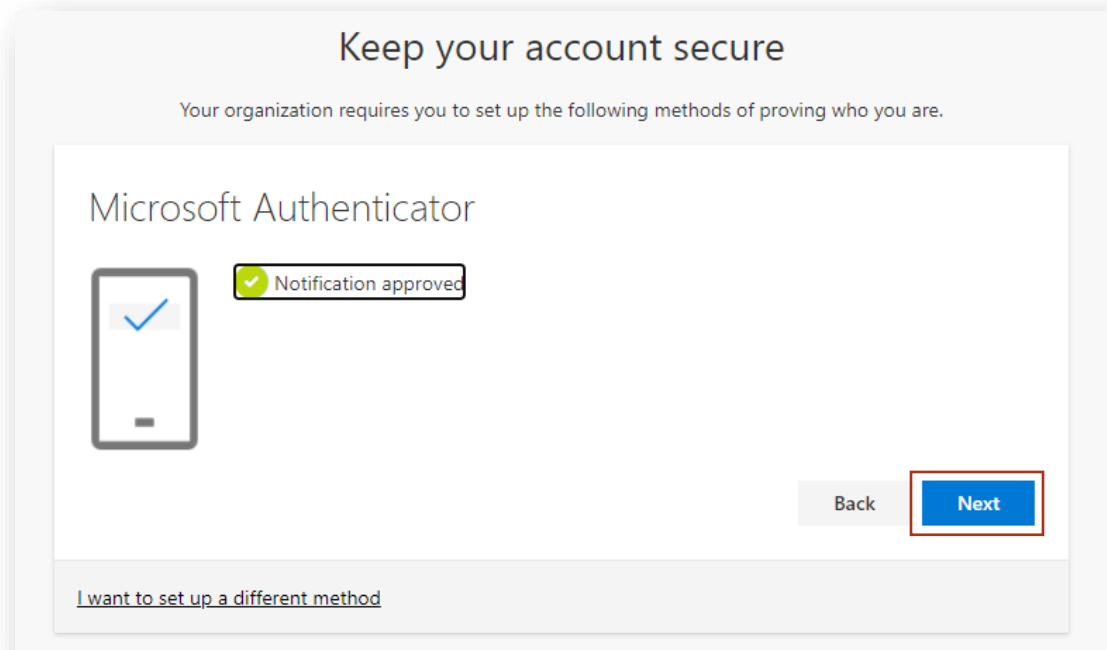 Keep your account secure
Your organization requires you to set up the following methods of proving who you are.
Microsoft Authenticator
Notification approved
Back
Next
I want to set up a different method